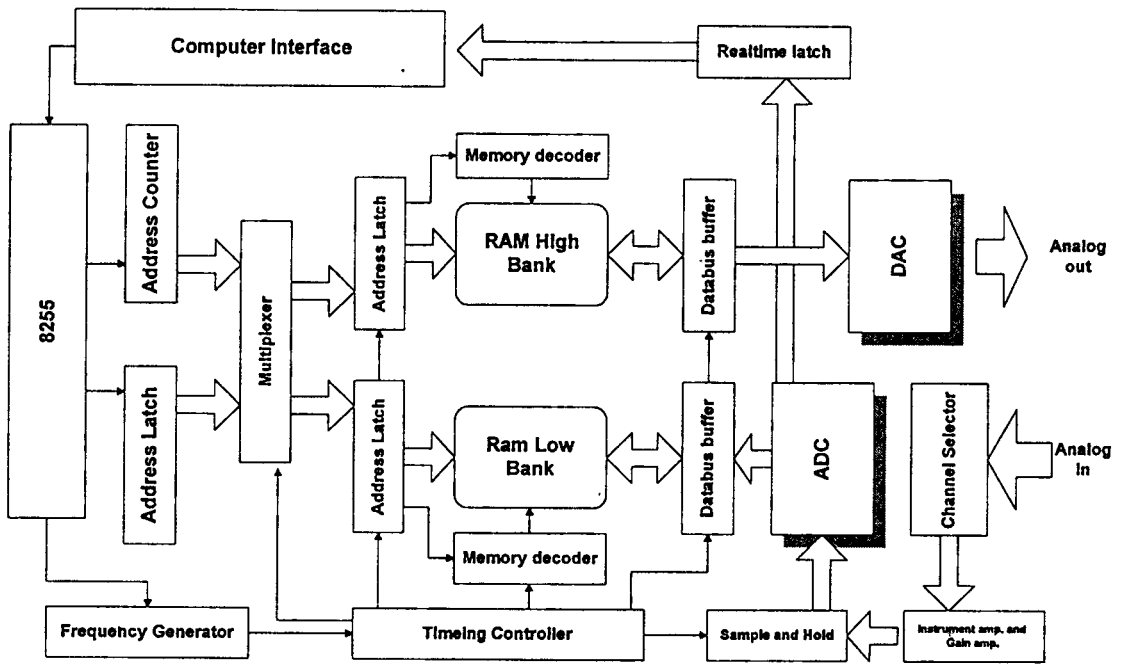 Computer Interface
Realtime latch
8255
Address Counter
Address Latch
Multiplexer
Address Latch
Address Latch
Memory decoder
RAM High
Bank
Ram Low
Bank
Memory decoder
Databus buffer
Databus buffer
DAC
Analog
out
ADC
Channel Selector
Analog
In
Frequency Generator
Timeing Controller
Sample and Hold
Instrument amp. and
Gain amp.